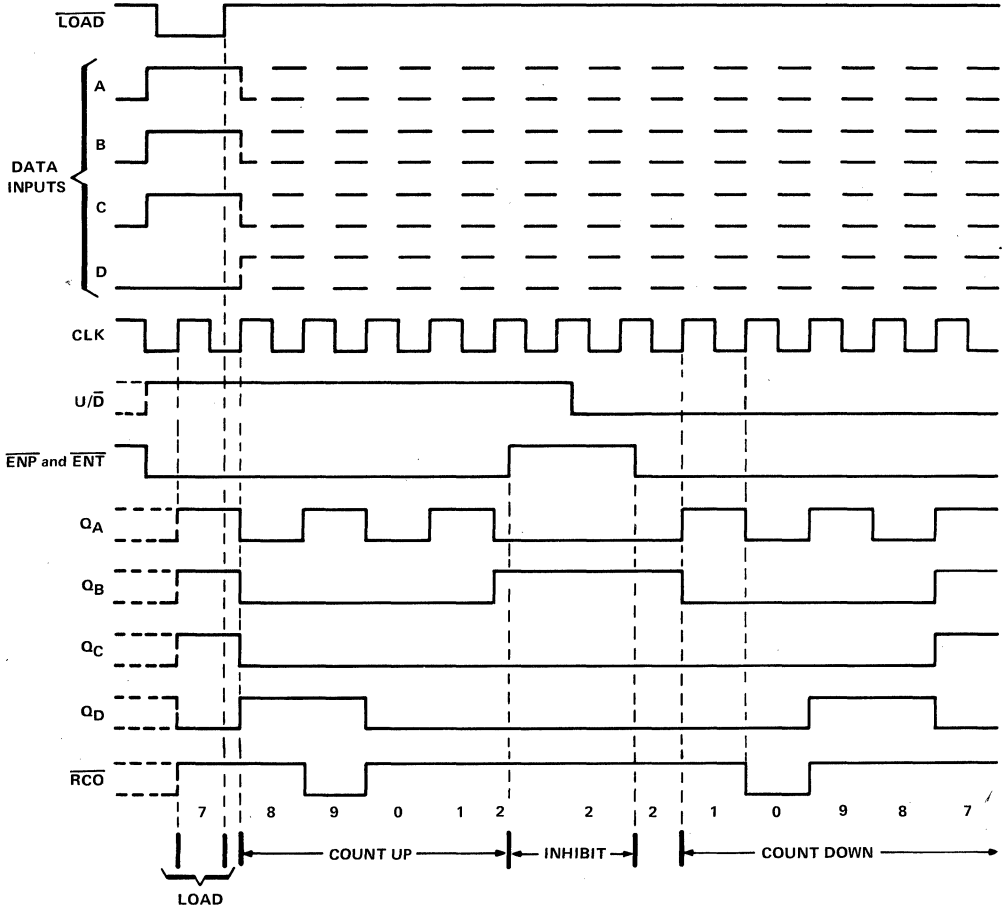 LOAD
A
B
DATA
INPUTS
C
D
CLK
U/D̅
ENP and ENT
QA
QB
QC
QD
RCO
7 8 9 0 1 2 2 2 1 0 9 8 7
COUNT UP INHIBIT COUNT DOWN
LOAD